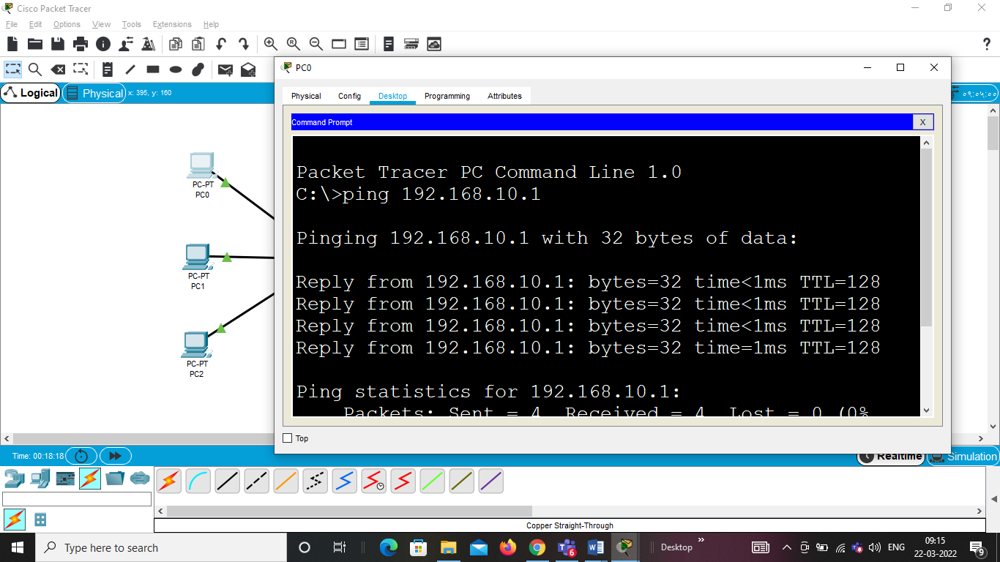 Cisco Packet Tracer
File Edit Options View Tools Extensions Help
?
PC0
Logical
Physical
x: 395, y: 160
०९:०५:००
Physical Config Desktop Programming Attributes
Command Prompt
X
Packet Tracer PC Command Line 1.0
C:\>ping 192.168.10.1
Pinging 192.168.10.1 with 32 bytes of data:
Reply from 192.168.10.1: bytes=32 time<1ms TTL=128
Reply from 192.168.10.1: bytes=32 time<1ms TTL=128
Reply from 192.168.10.1: bytes=32 time<1ms TTL=128
Reply from 192.168.10.1: bytes=32 time=1ms TTL=128
Ping statistics for 192.168.10.1:
Packets: Sent = 4, Received = 4, Lost = 0 (0%
Top
PC-PT
PC0
PC-PT
PC1
PC-PT
PC2
Time: 00:18:18
Realtime
Simulation
Copper Straight-Through
Type here to search
6
Desktop
ENG
09:15
22-03-2022
9